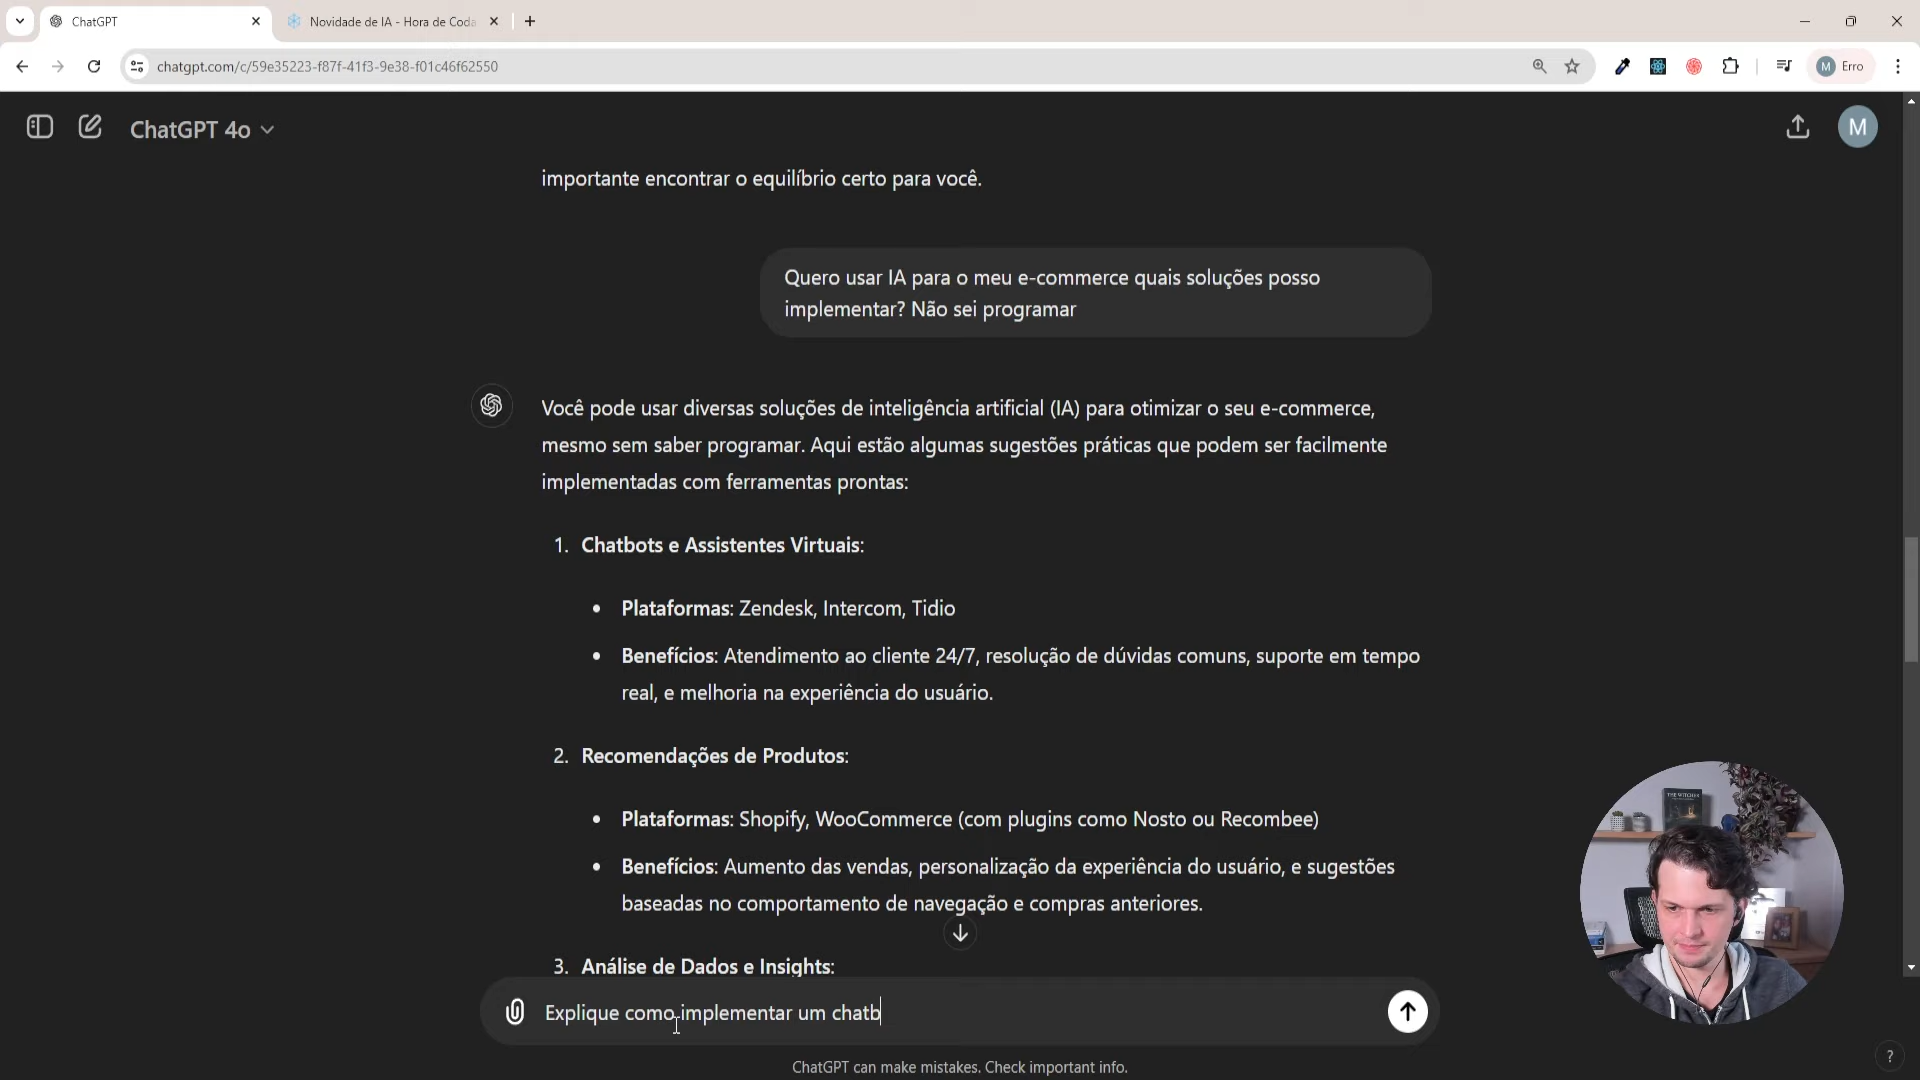 ChatGPT
Novidade de IA - Hora de Coda
chatgpt.com/c/59e35223-f87f-41f3-9e38-f01c46f62550
M Erro
ChatGPT 4o
M
importante encontrar o equilíbrio certo para você.
Quero usar IA para o meu e-commerce quais soluções posso
implementar? Não sei programar
Você pode usar diversas soluções de inteligência artificial (IA) para otimizar o seu e-commerce,
mesmo sem saber programar. Aqui estão algumas sugestões práticas que podem ser facilmente
implementadas com ferramentas prontas:
1. Chatbots e Assistentes Virtuais:
• Plataformas: Zendesk, Intercom, Tidio
• Benefícios: Atendimento ao cliente 24/7, resolução de dúvidas comuns, suporte em tempo
real, e melhoria na experiência do usuário.
2. Recomendações de Produtos:
• Plataformas: Shopify, WooCommerce (com plugins como Nosto ou Recombee)
• Benefícios: Aumento das vendas, personalização da experiência do usuário, e sugestões
baseadas no comportamento de navegação e compras anteriores.
3. Análise de Dados e Insights:
THE WITCHES
Explique como implementar um chatb
ChatGPT can make mistakes. Check important info.
?